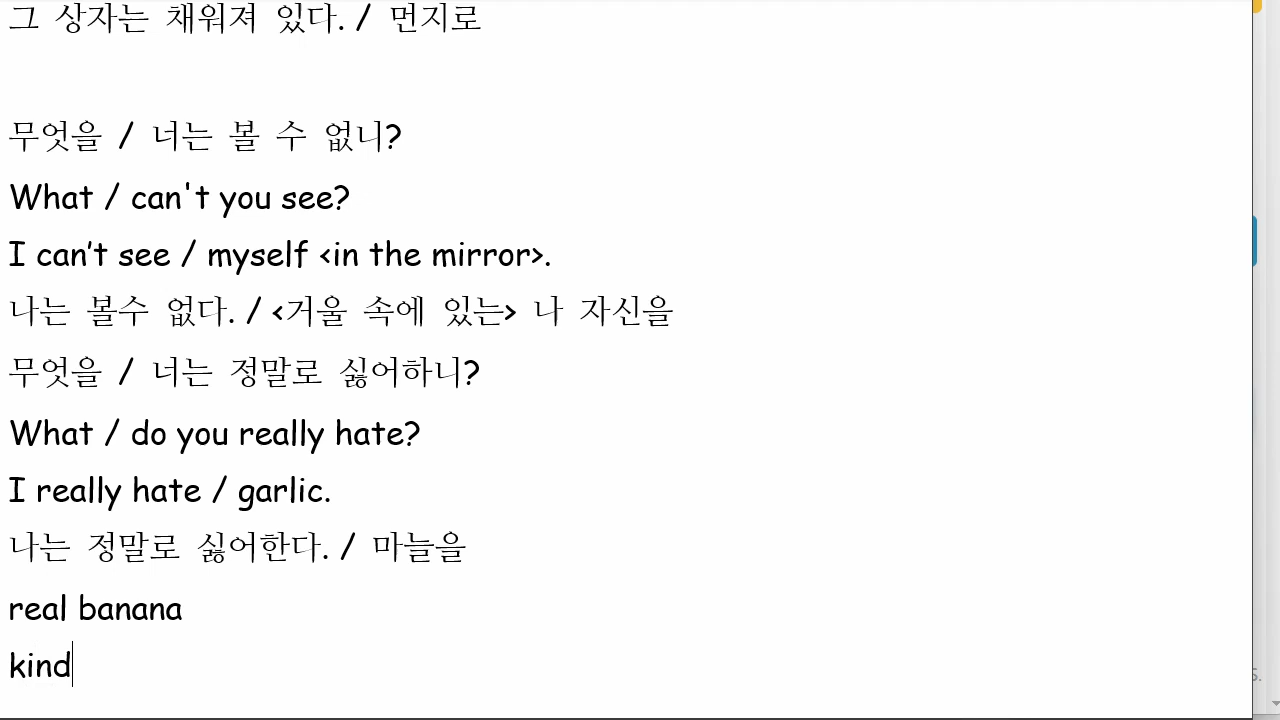 그 상자는 채워져 있다. / 먼지로
무엇을 / 너는 볼 수 없니?
What / can't you see?
I can’t see / myself <in the mirror>.
나는 볼수 없다. / <거울 속에 있는> 나 자신을
무엇을 / 너는 정말로 싫어하니?
What / do you really hate?
I really hate / garlic.
나는 정말로 싫어한다. / 마늘을
real banana
kind